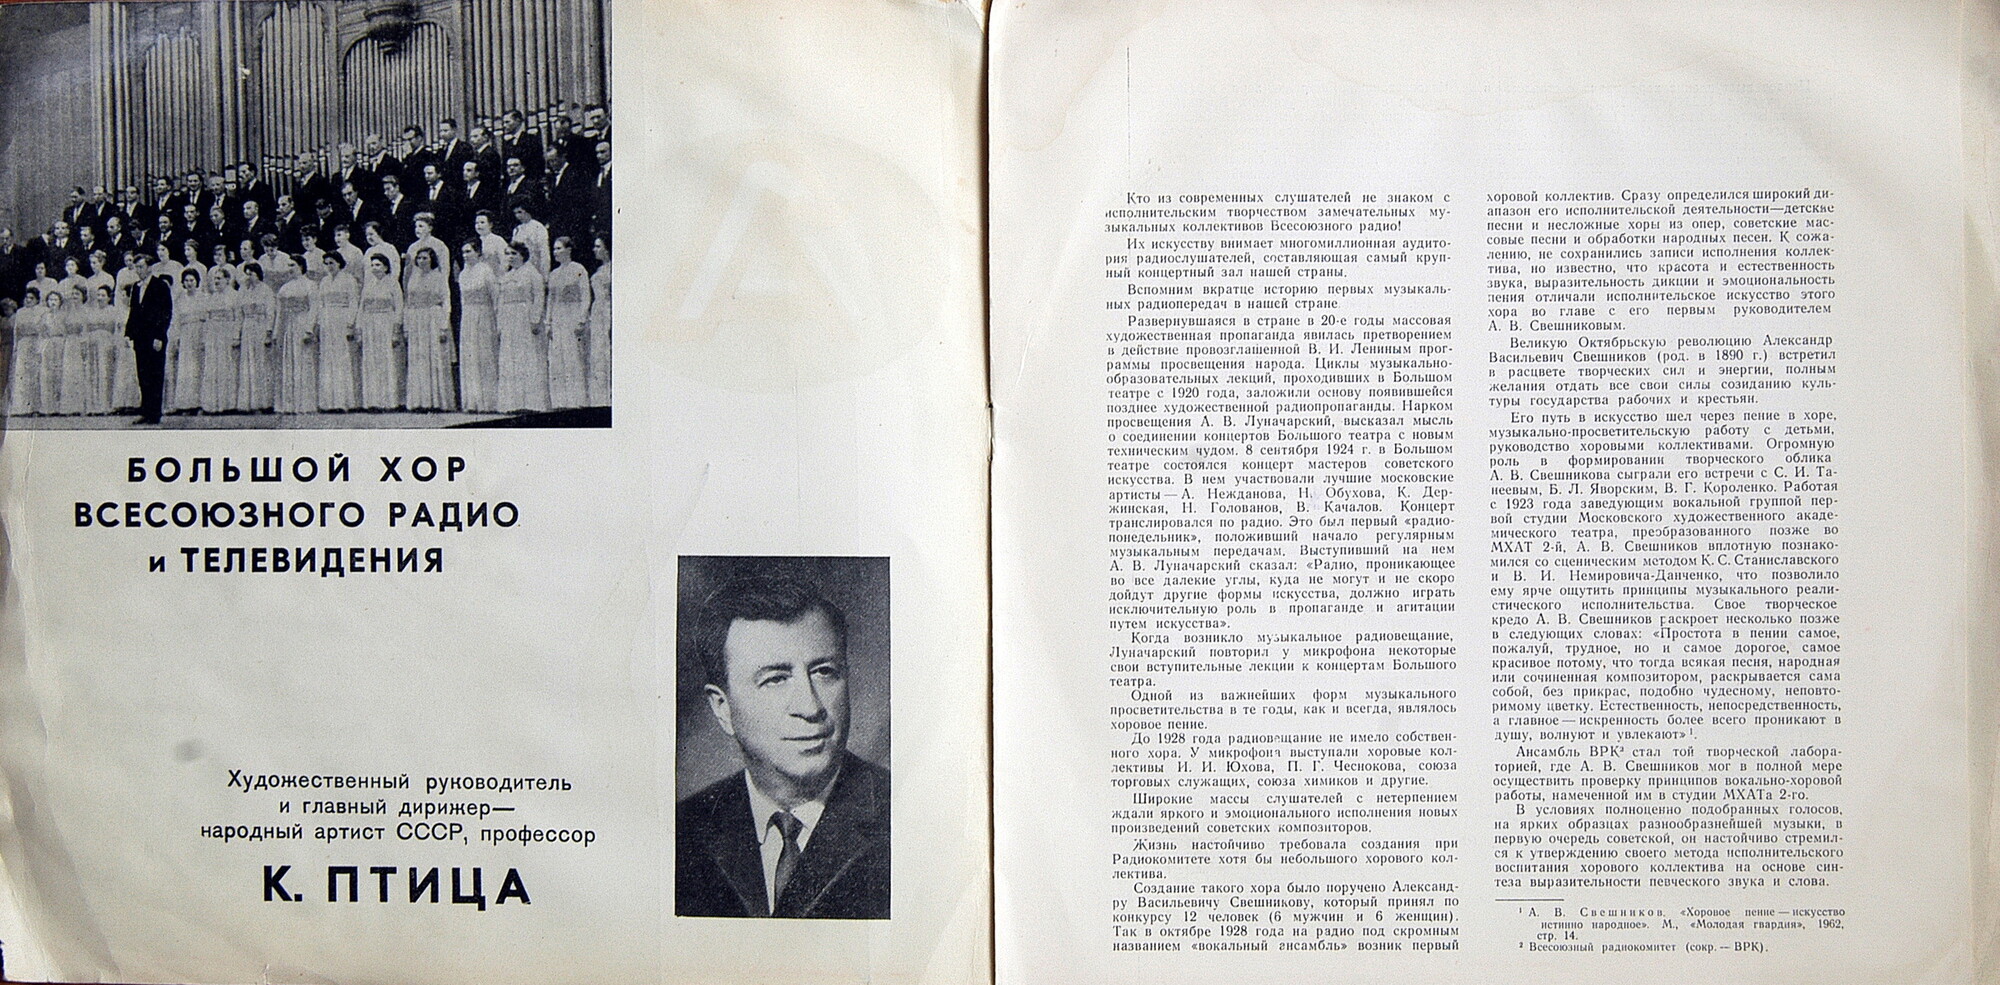 БОЛЬШОЙ ХОР
ВСЕСОЮЗНОГО РАДИО
и ТЕЛЕВИДЕНИЯ
Художественный руководитель
и главный дирижер—
народный артист СССР, профессор
К. ПТИЦА
Кто из современных слушателей не знаком с
исполнительским творчеством замечательных му-
зыкальных коллективов Всесоюзного радио!
Их искусству внимает многомиллионная аудито-
рия радиослушателей, составляющая самый круп-
ный концертный зал нашей страны.
Вспомним вкратце историю первых музыкаль-
ных радиопередач в нашей стране.
Развернувшаяся в стране в 20-е годы массовая
художественная пропаганда явилась претворением
в действие провозглашенной В. И. Лениным прог-
раммы просвещения народа. Циклы музыкально-
образовательных лекций, проходивших в Большом
театре с 1920 года, заложили основу появившейся
позднее художественной радиопропаганды. Нарком
просвещения А. В. Луначарский, высказал мысль
о соединении концертов Большого театра с новым
техническим чудом. 8 сентября 1924 г. в Большом
театре состоялся концерт мастеров советского
искусства. В нем участвовали лучшие московские
артисты — А. Нежданова, Н. Обухова, К. Дер-
жинская, Н. Голованов, В. Качалов. Концерт
транслировался по радио. Это был первый «радио-
понедельник», положивший начало регулярным
музыкальным передачам. Выступивший на нем
А. В. Луначарский сказал: «Радио, проникающее
во все далекие углы, куда не могут и не скоро
дойдут другие формы искусства, должно играть
исключительную роль в пропаганде и агитации
путем искусства».
Когда возникло музыкальное радиовещание,
Луначарский повторил у микрофона некоторые
свои вступительные лекции к концертам Большого
театра.
Одной из важнейших форм музыкального
просветительства в те годы, как и всегда, являлось
хоровое пение.
До 1928 года радиовещание не имело собствен-
ного хора. У микрофона выступали хоровые кол-
лективы И. И. Юхова, П. Г. Чеснокова, союза
торговых служащих, союза химиков и другие.
Широкие массы слушателей с нетерпением
ждали яркого и эмоционального исполнения новых
произведений советских композиторов.
Жизнь настойчиво требовала создания при
Радиокомитете хотя бы небольшого хорового кол-
лектива.
Создание такого хора было поручено Александ-
ру Васильевичу Свешникову, который принял по
конкурсу 12 человек (6 мужчин и 6 женщин).
Так в октябре 1928 года на радио под скромным
названием «вокальный ансамбль» возник первый
хоровой коллектив. Сразу определился широкий ди-
апазон его исполнительской деятельности—детские
песни и несложные хоры из опер, советские мас-
совые песни и обработки народных песен. К сожа-
лению, не сохранились записи исполнения коллек-
тива, но известно, что красота и естественность
звука, выразительность дикции и эмоциональность
пения отличали исполнительское искусство этого
хора во главе с его первым руководителем
А. В. Свешниковым.
Великую Октябрьскую революцию Александр
Васильевич Свешников (род. в 1890 г.) встретил
в расцвете творческих сил и энергии, полным
желания отдать все свои силы созиданию куль-
туры государства рабочих и крестьян.
Его путь в искусство шел через пение в хоре,
музыкально-просветительскую работу с детьми,
руководство хоровыми коллективами. Огромную
роль в формировании творческого облика
А. В. Свешникова сыграли его встречи с С. И. Та-
неевым, Б. Л. Яворским, В. Г. Короленко. Работая
с 1923 года заведующим вокальной группой пер-
вой студии Московского художественного акаде-
мического театра, преобразованного позже во
МХАТ 2-й, А. В. Свешников вплотную познако-
мился со сценическим методом К. С. Станиславского
и В. И. Немировича-Данченко, что позволило
ему ярче ощутить принципы музыкального реали-
стического исполнительства. Свое творческое
кредо А. В. Свешников раскроет несколько позже
в следующих словах: «Простота в пении самое,
пожалуй, трудное, но и самое дорогое, самое
красивое потому, что тогда всякая песня, народная
или сочиненная композитором, раскрывается сама
собой, без прикрас, подобно чудесному, неповто-
римому цветку. Естественность, непосредственность,
а главное — искренность более всего проникают в
душу, волнуют и увлекают» ¹.
Ансамбль ВРК² стал той творческой лабора-
торией, где А. В. Свешников мог в полной мере
осуществить проверку принципов вокально-хоровой
работы, намеченной им в студии МХАТа 2-го.
В условиях полноценно подобранных голосов,
на ярких образцах разнообразнейшей музыки, в
первую очередь советской, он настойчиво стремил-
ся к утверждению своего метода исполнительского
воспитания хорового коллектива на основе син-
теза выразительности певческого звука и слова.
¹ А. В. Свешников. «Хоровое пение — искусство
истинно народное». М., «Молодая гвардия», 1962,
стр. 14.
² Всесоюзный радиокомитет (сокр. — ВРК).